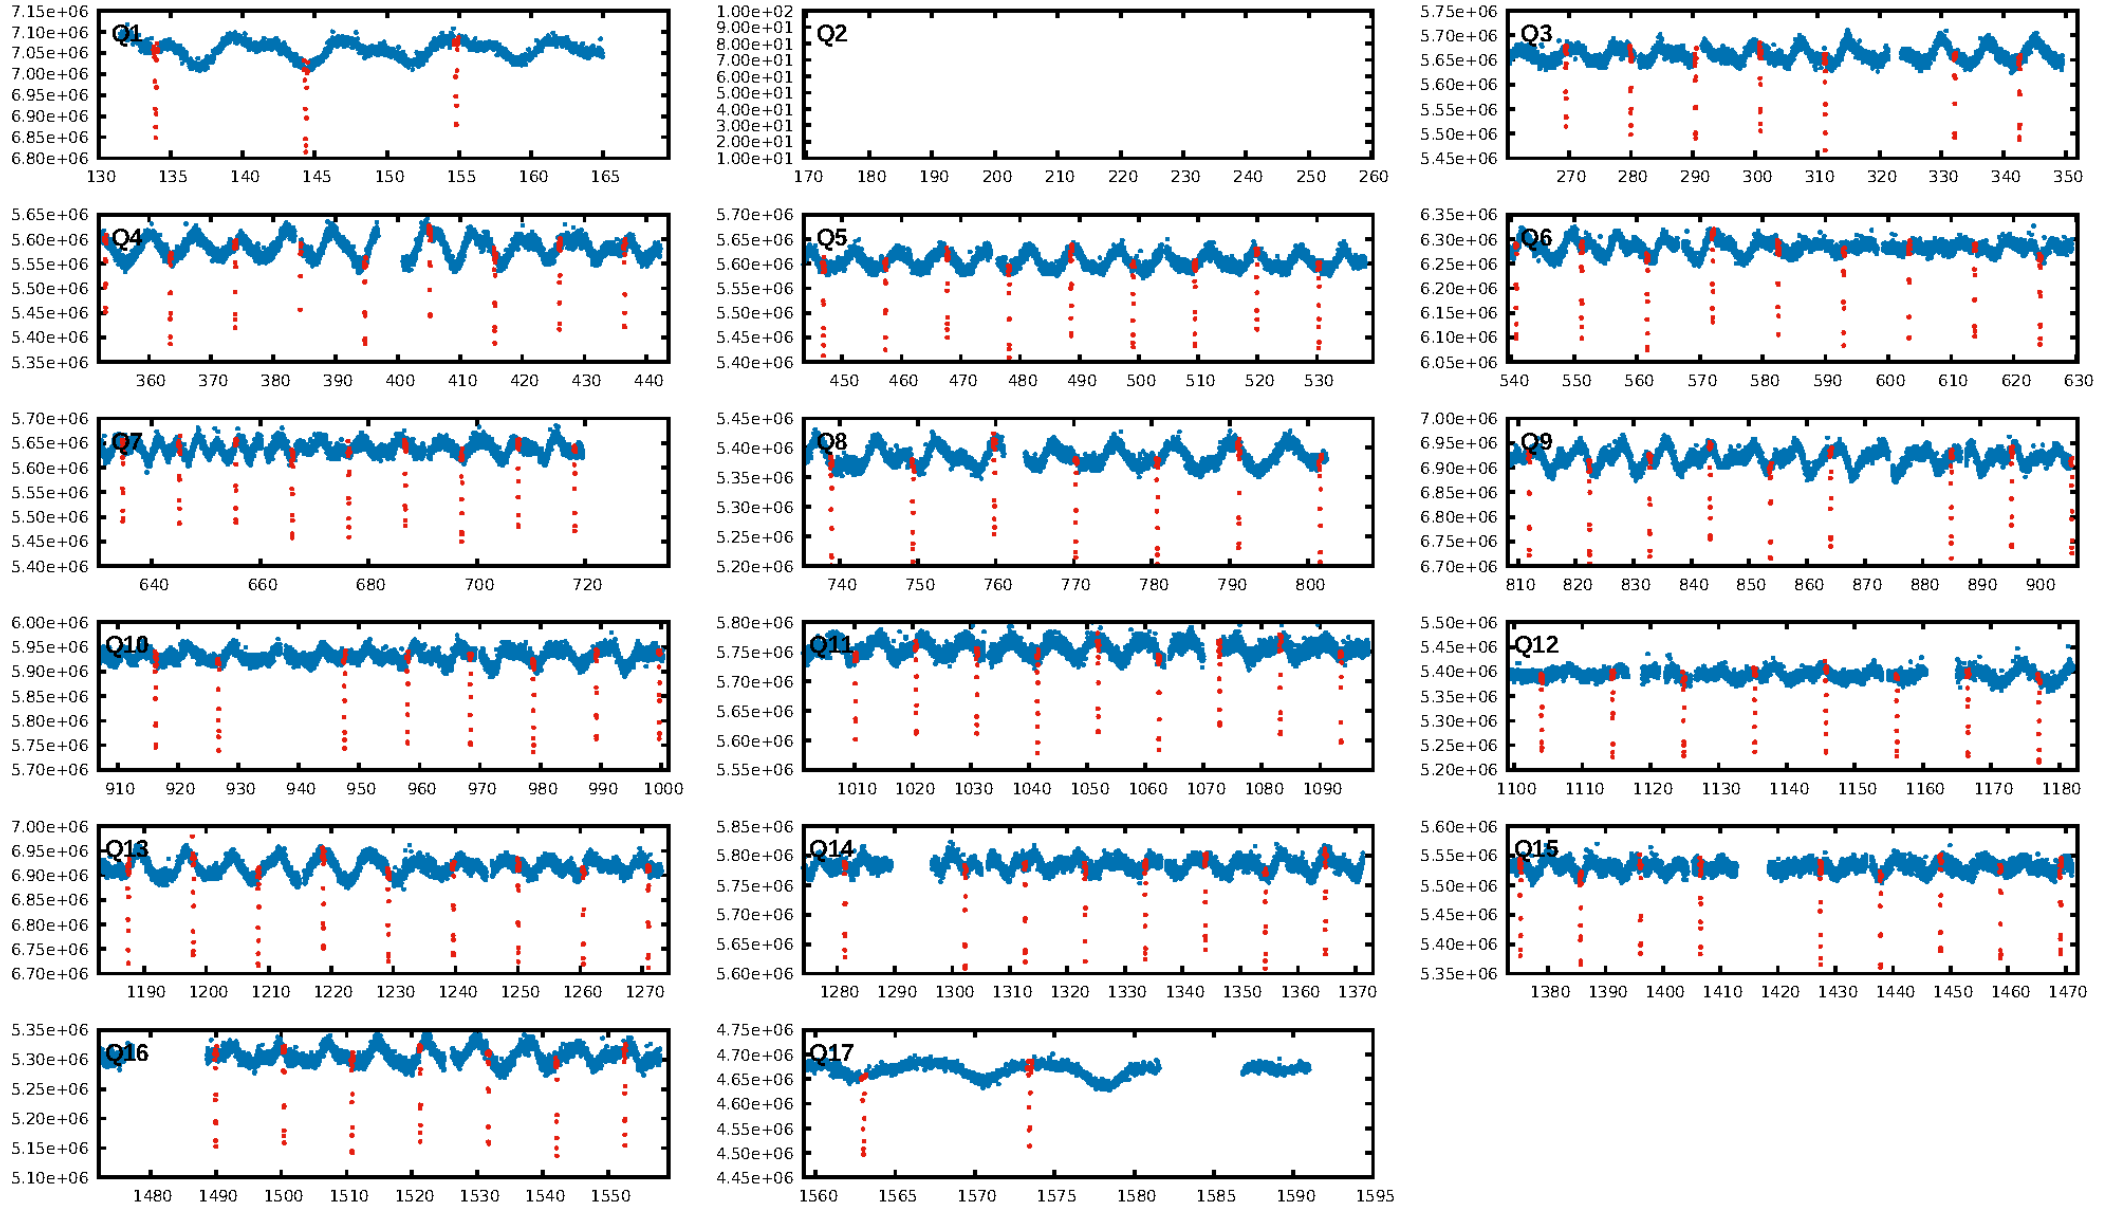 7.15e+06
7.10e+06
7.05e+06
7.00e+06
6.95e+06
6.90e+06
6.85e+06
6.80e+06
Q1
130 135 140 145 150 155 160 165
1.00e+02
9.00e+01
8.00e+01
7.00e+01
6.00e+01
5.00e+01
4.00e+01
3.00e+01
2.00e+01
1.00e+01
Q2
170 180 190 200 210 220 230 240 250 260
5.75e+06
5.70e+06
5.65e+06
5.60e+06
5.55e+06
5.50e+06
5.45e+06
Q3
270 280 290 300 310 320 330 340 350
5.65e+06
5.60e+06
5.55e+06
5.50e+06
5.45e+06
5.40e+06
5.35e+06
Q4
360 370 380 390 400 410 420 430 440
5.70e+06
5.65e+06
5.60e+06
5.55e+06
5.50e+06
5.45e+06
5.40e+06
Q5
450 460 470 480 490 500 510 520 530
6.35e+06
6.30e+06
6.25e+06
6.20e+06
6.15e+06
6.10e+06
6.05e+06
Q6
540 550 560 570 580 590 600 610 620 630
5.70e+06
5.65e+06
5.60e+06
5.55e+06
5.50e+06
5.45e+06
5.40e+06
Q7
640 660 680 700 720
5.45e+06
5.40e+06
5.35e+06
5.30e+06
5.25e+06
5.20e+06
Q8
740 750 760 770 780 790 800
7.00e+06
6.95e+06
6.90e+06
6.85e+06
6.80e+06
6.75e+06
6.70e+06
Q9
810 820 830 840 850 860 870 880 890 900
6.00e+06
5.95e+06
5.90e+06
5.85e+06
5.80e+06
5.75e+06
5.70e+06
Q10
910 920 930 940 950 960 970 980 990 1000
5.80e+06
5.75e+06
5.70e+06
5.65e+06
5.60e+06
5.55e+06
Q11
1010 1020 1030 1040 1050 1060 1070 1080 1090
5.50e+06
5.45e+06
5.40e+06
5.35e+06
5.30e+06
5.25e+06
5.20e+06
Q12
1100 1110 1120 1130 1140 1150 1160 1170 1180
7.00e+06
6.95e+06
6.90e+06
6.85e+06
6.80e+06
6.75e+06
6.70e+06
Q13
1190 1200 1210 1220 1230 1240 1250 1260 1270
5.85e+06
5.80e+06
5.75e+06
5.70e+06
5.65e+06
5.60e+06
Q14
1280 1290 1300 1310 1320 1330 1340 1350 1360 1370
5.60e+06
5.55e+06
5.50e+06
5.45e+06
5.40e+06
5.35e+06
Q15
1380 1390 1400 1410 1420 1430 1440 1450 1460 1470
5.35e+06
5.30e+06
5.25e+06
5.20e+06
5.15e+06
5.10e+06
Q16
1480 1490 1500 1510 1520 1530 1540 1550
4.75e+06
4.70e+06
4.65e+06
4.60e+06
4.55e+06
4.50e+06
4.45e+06
Q17
1560 1565 1570 1575 1580 1585 1590 1595